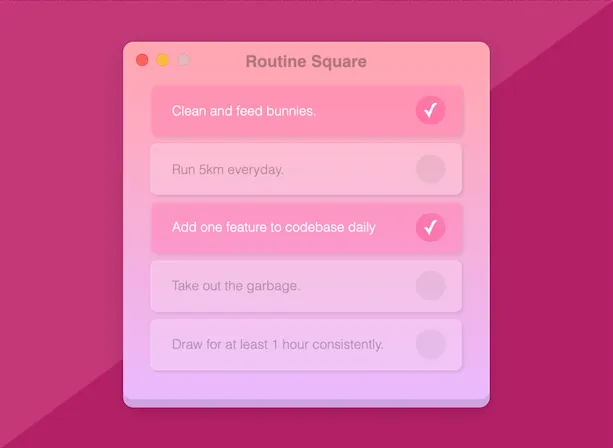 Routine Square
Clean and feed bunnies.
Run 5km everyday.
Add one feature to codebase daily
Take out the garbage.
Draw for at least 1 hour consistently.